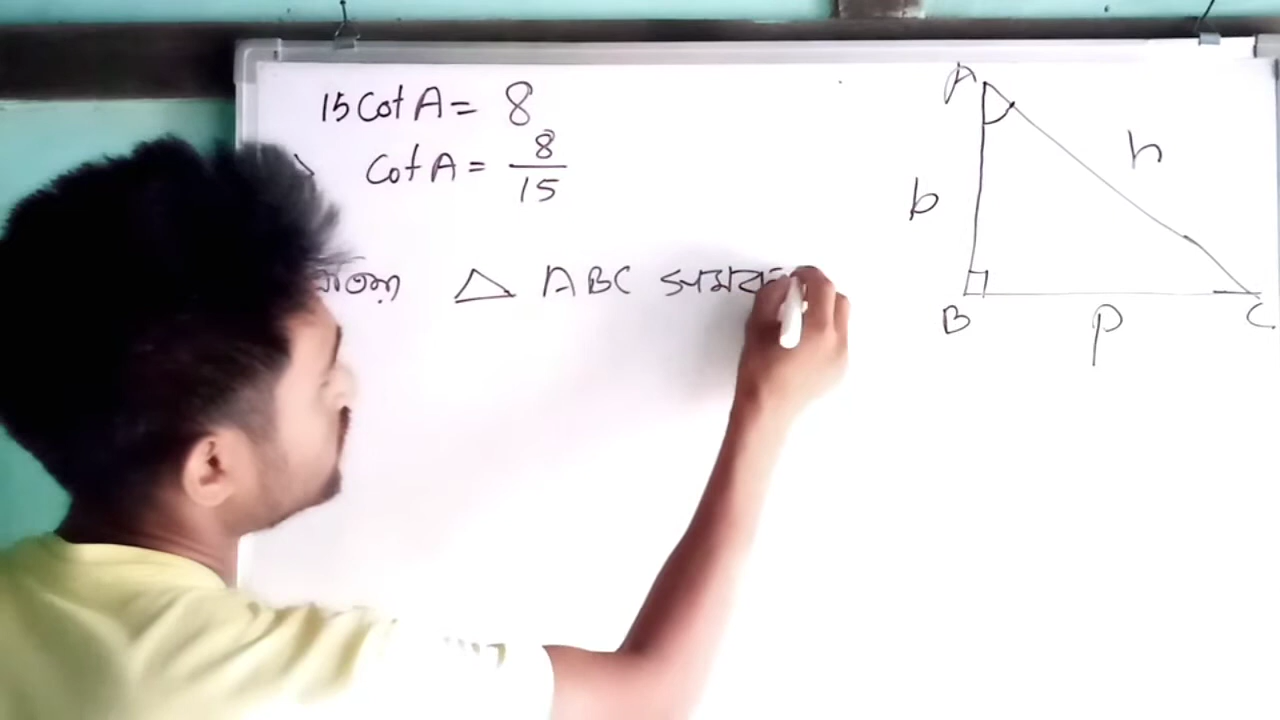 15 Cot A = 8
Cot A = 8/15
△ ABC
A
h
b
B
P
C